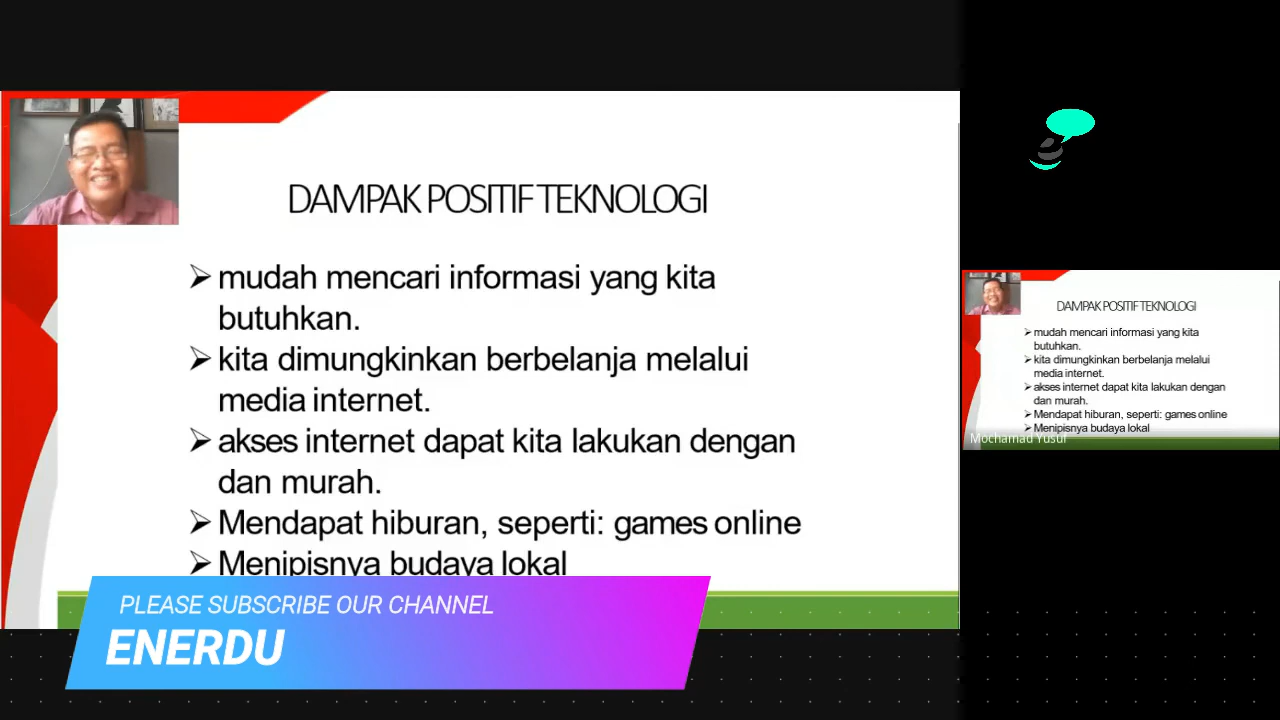 DAMPAK POSITIF TEKNOLOGI
mudah mencari informasi yang kita
butuhkan.
kita dimungkinkan berbelanja melalui
media internet.
akses internet dapat kita lakukan dengan
dan murah.
Mendapat hiburan, seperti: games online
Menipisnya budaya lokal
PLEASE SUBSCRIBE OUR CHANNEL
ENERDU
DAMPAK POSITIF TEKNOLOGI
mudah mencari informasi yang kita
butuhkan.
kita dimungkinkan berbelanja melalui
media internet.
akses internet dapat kita lakukan dengan
dan murah.
Mendapat hiburan, seperti: games online
Menipisnya budaya lokal
Mochamad Yusuf